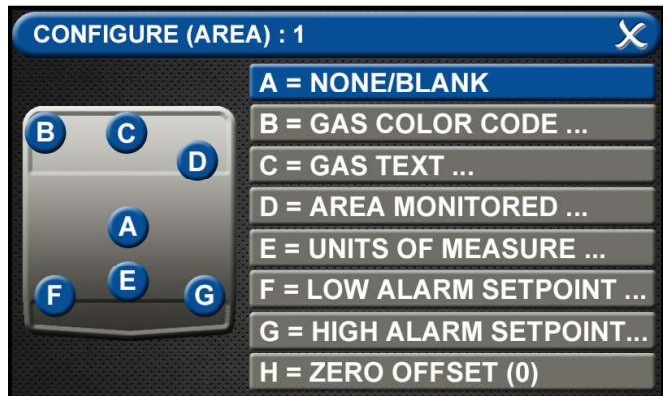 CONFIGURE (AREA) : 1 X
A = NONE/BLANK
B = GAS COLOR CODE ...
C = GAS TEXT ...
D = AREA MONITORED ...
E = UNITS OF MEASURE ...
F = LOW ALARM SETPOINT ...
G = HIGH ALARM SETPOINT...
H = ZERO OFFSET (0)
B
C
D
A
E
F
G